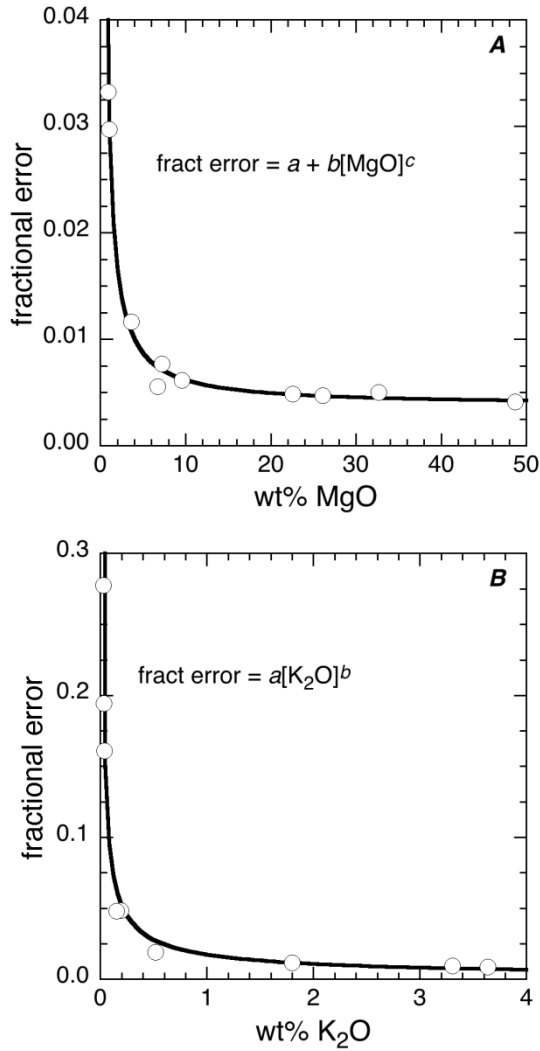 A
0.04
0.03
0.02
0.01
0.00
fractional error
fract error = a + b[MgO]ᶜ
0 10 20 30 40 50
wt% MgO
B
0.3
0.2
0.1
0.0
fractional error
fract error = a[K₂O]ᵇ
0 1 2 3 4
wt% K₂O